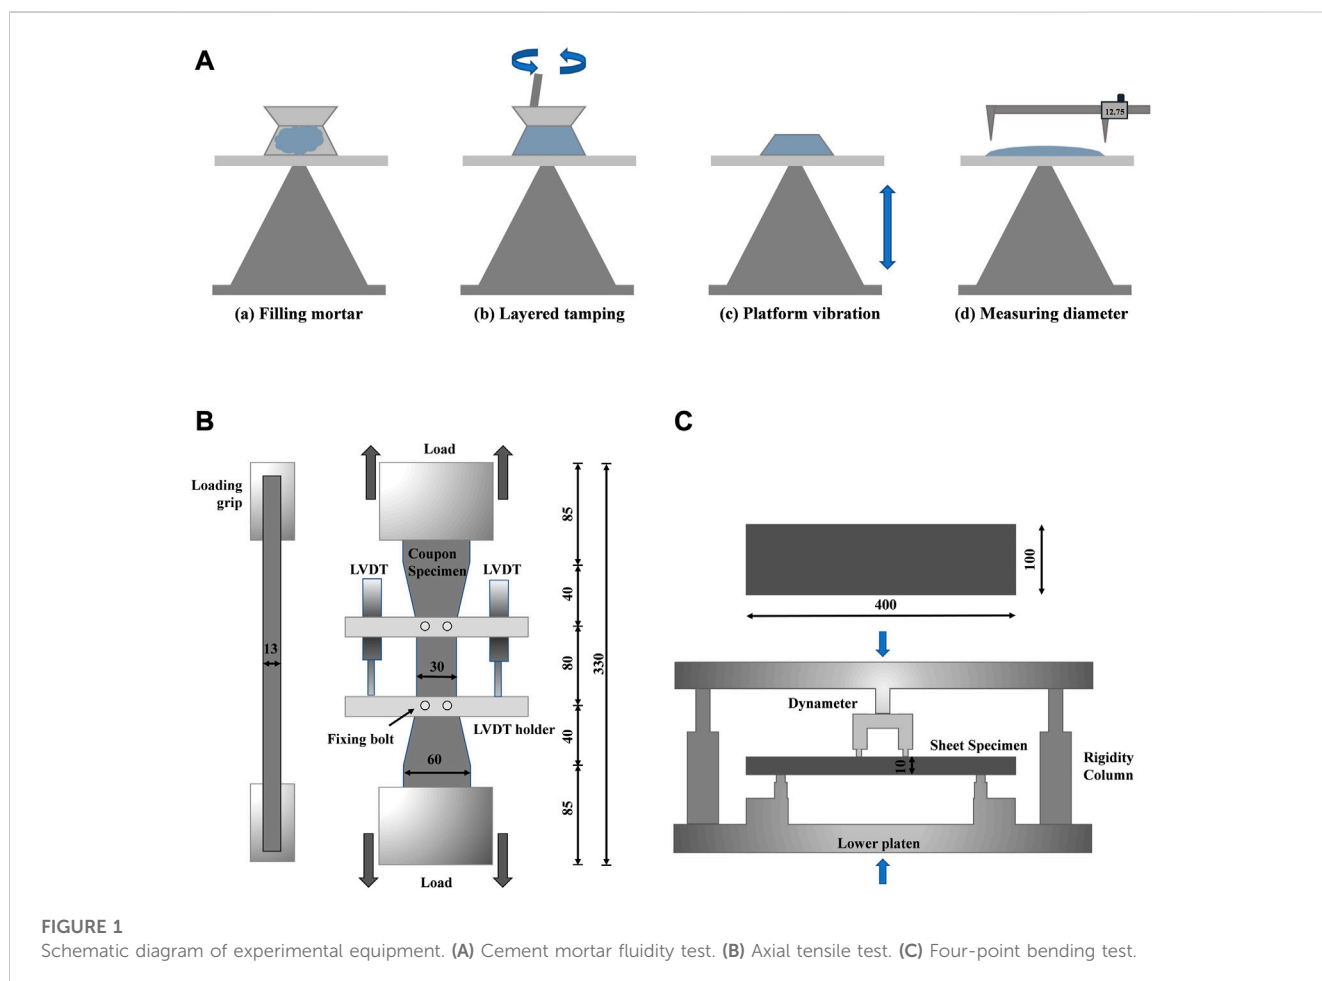 A
12.75
(a) Filling mortar
(b) Layered tamping
(c) Platform vibration
(d) Measuring diameter
B
Load
Loading
grip
Coupon
Specimen
LVDT
LVDT
13
30
Fixing bolt
LVDT holder
60
Load
85
40
80
40
85
330
C
100
400
Dynameter
Sheet Specimen
10
Rigidity
Column
Lower platen
FIGURE 1
Schematic diagram of experimental equipment. (A) Cement mortar fluidity test. (B) Axial tensile test. (C) Four-point bending test.